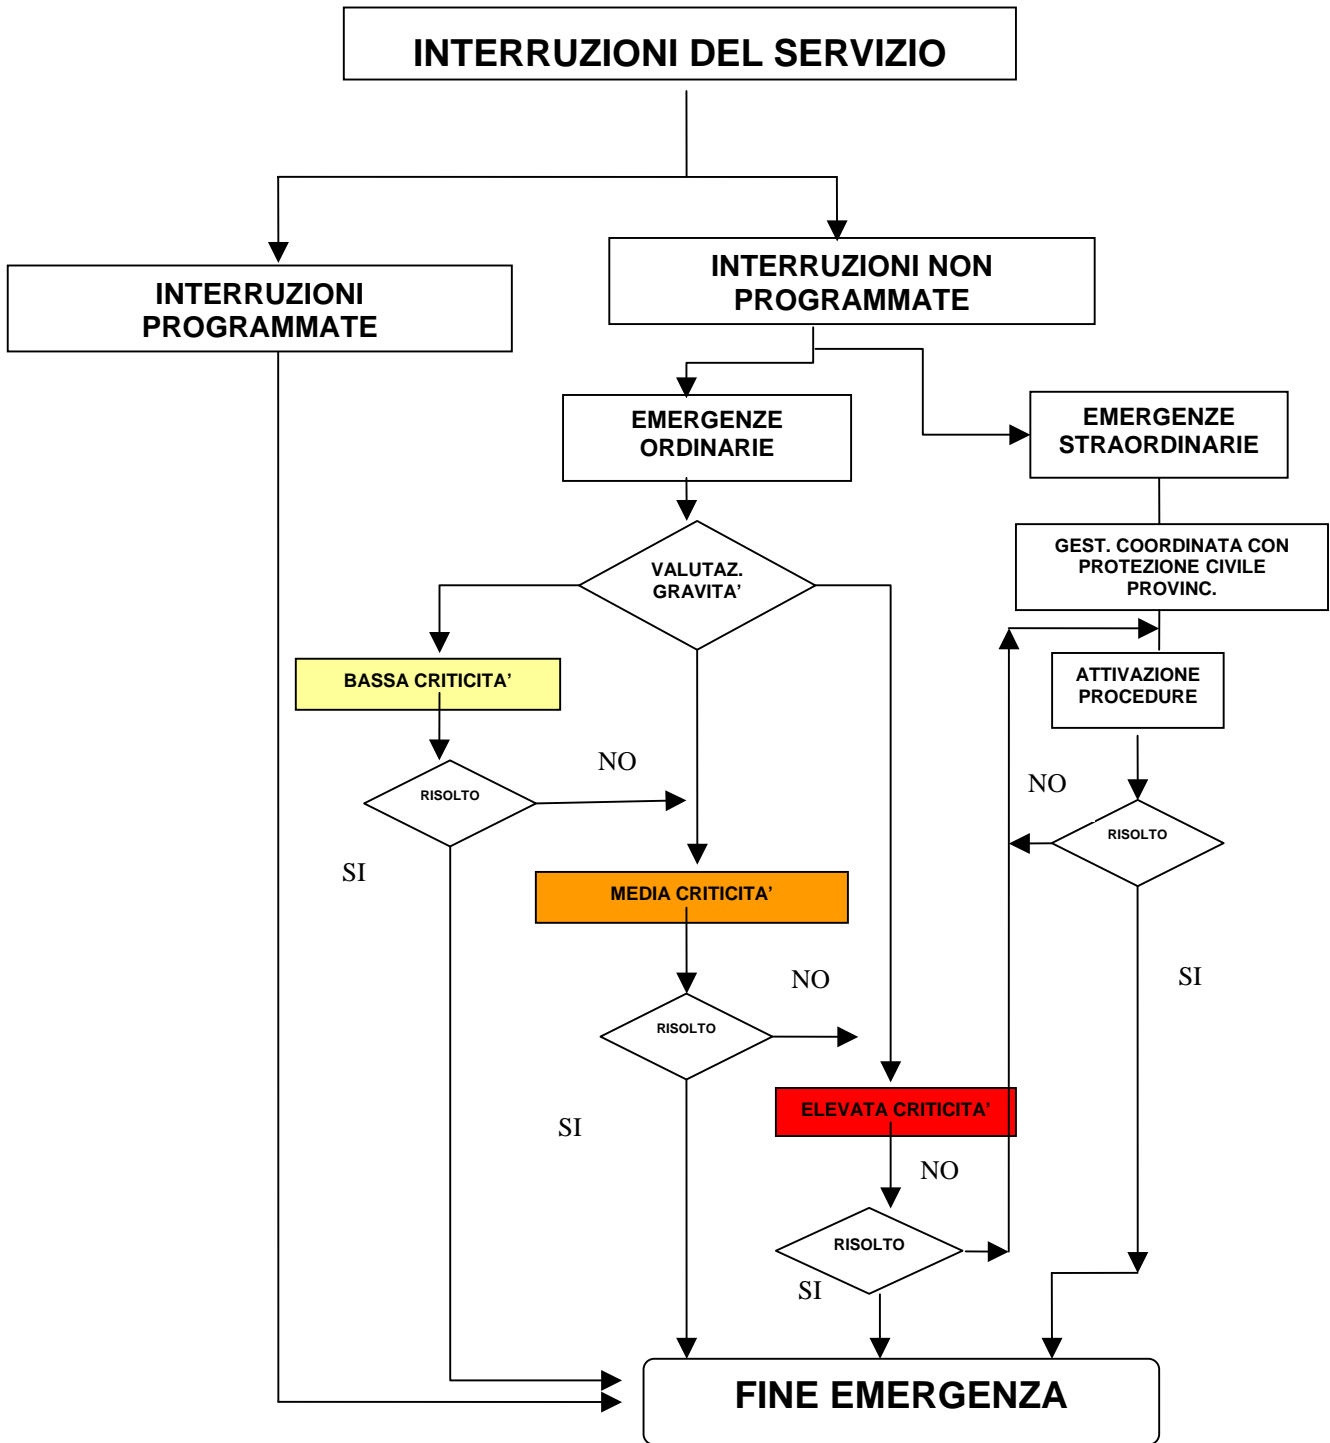 INTERRUZIONI DEL SERVIZIO
INTERRUZIONI
PROGRAMMATE
INTERRUZIONI NON
PROGRAMMATE
EMERGENZE
ORDINARIE
EMERGENZE
STRAORDINARIE
GEST. COORDINATA CON
PROTEZIONE CIVILE
PROVINC.
VALUTAZ.
GRAVITA’
BASSA CRITICITA’
ATTIVAZIONE
PROCEDURE
NO
RISOLTO
SI
NO
RISOLTO
SI
MEDIA CRITICITA’
NO
RISOLTO
SI
ELEVATA CRITICITA’
NO
RISOLTO
SI
FINE EMERGENZA